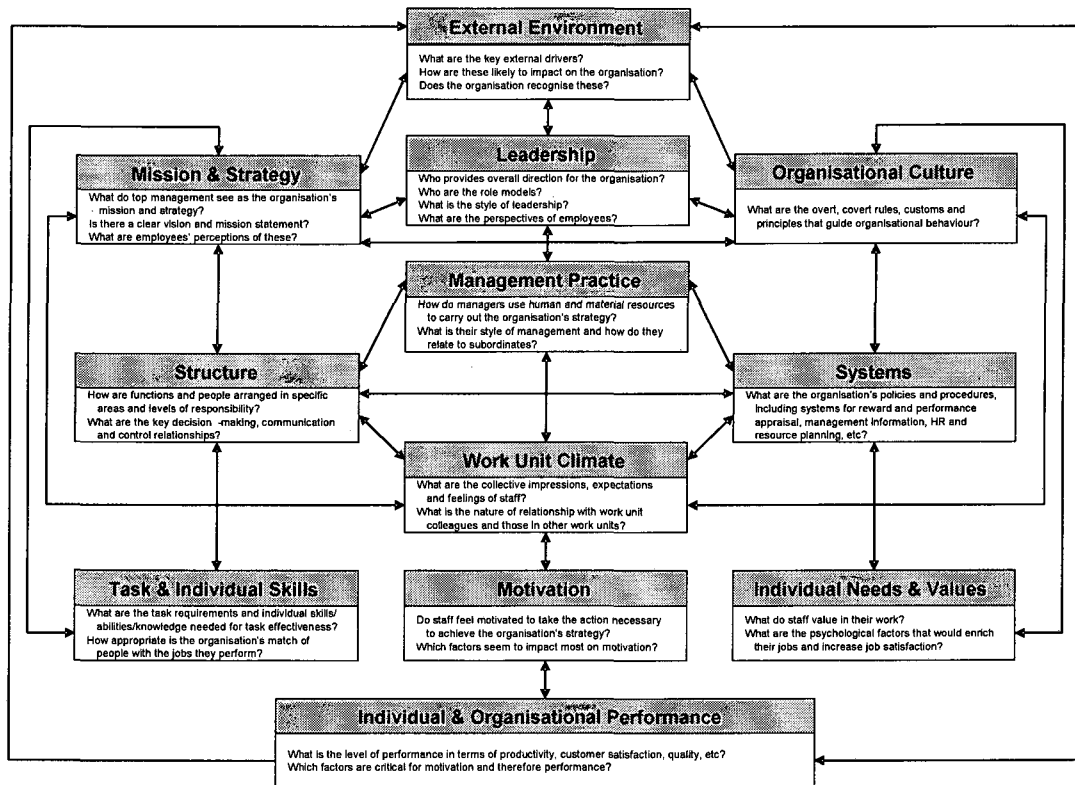 External Environment
What are the key external drivers?
How are these likely to impact on the organisation?
Does the organisation recognise these?
Mission & Strategy
What do top management see as the organisation's
mission and strategy?
Is there a clear vision and mission statement?
What are employees' perceptions of these?
Leadership
Who provides overall direction for the organisation?
Who are the role models?
What is the style of leadership?
What are the perspectives of employees?
Organisational Culture
What are the overt, covert rules, customs and
principles that guide organisational behaviour?
Management Practice
How do managers use human and material resources
to carry out the organisation's strategy?
What is their style of management and how do they
relate to subordinates?
Structure
How are functions and people arranged in specific
areas and levels of responsibility?
What are the key decision -making, communication
and control relationships?
Systems
What are the organisation's policies and procedures,
including systems for reward and performance
appraisal, management information, HR and
resource planning, etc?
Work Unit Climate
What are the collective impressions, expectations
and feelings of staff?
What is the nature of relationship with work unit
colleagues and those in other work units?
Task & Individual Skills
What are the task requirements and individual skills/
abilities/knowledge needed for task effectiveness?
How appropriate is the organisation's match of
people with the jobs they perform?
Motivation
Do staff feel motivated to take the action necessary
to achieve the organisation's strategy?
Which factors seem to impact most on motivation?
Individual Needs & Values
What do staff value in their work?
What are the psychological factors that would enrich
their jobs and increase job satisfaction?
Individual & Organisational Performance
What is the level of performance in terms of productivity, customer satisfaction, quality, etc?
Which factors are critical for motivation and therefore performance?